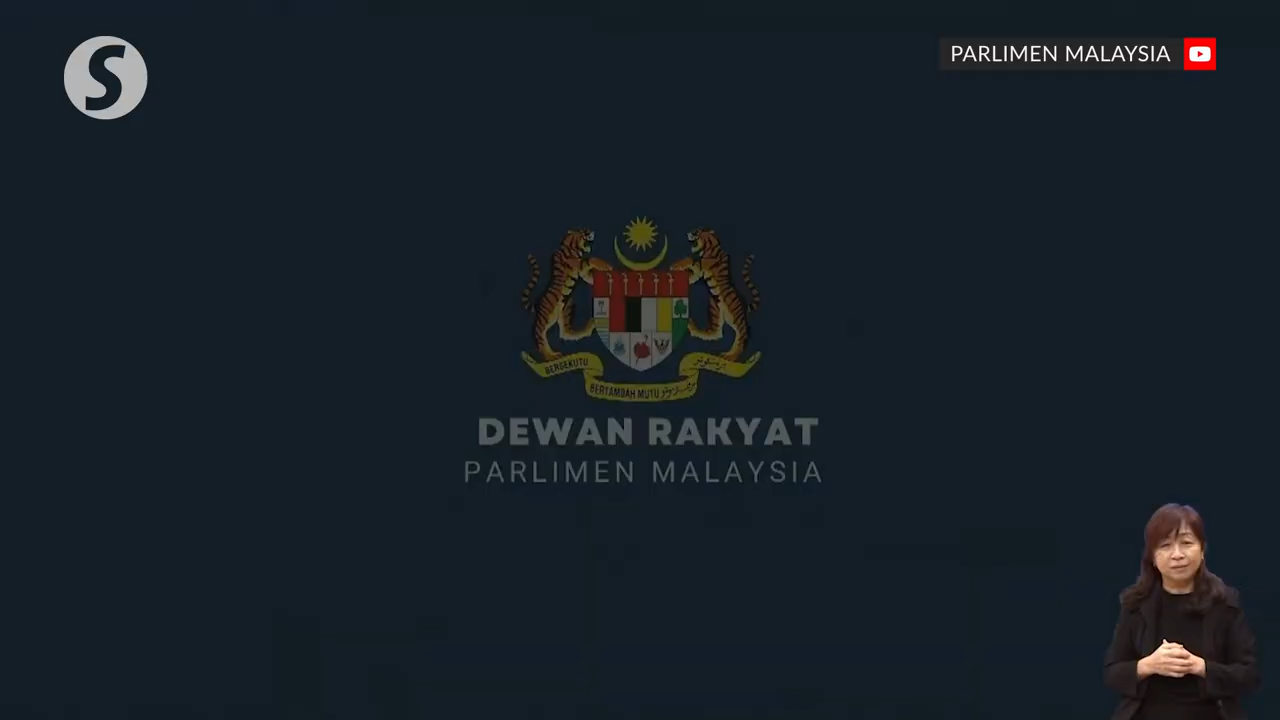 S
PARLIMEN MALAYSIA
BERSEKUTU
BERTAMBAH MUTU
DEWAN RAKYAT
PARLIMEN MALAYSIA